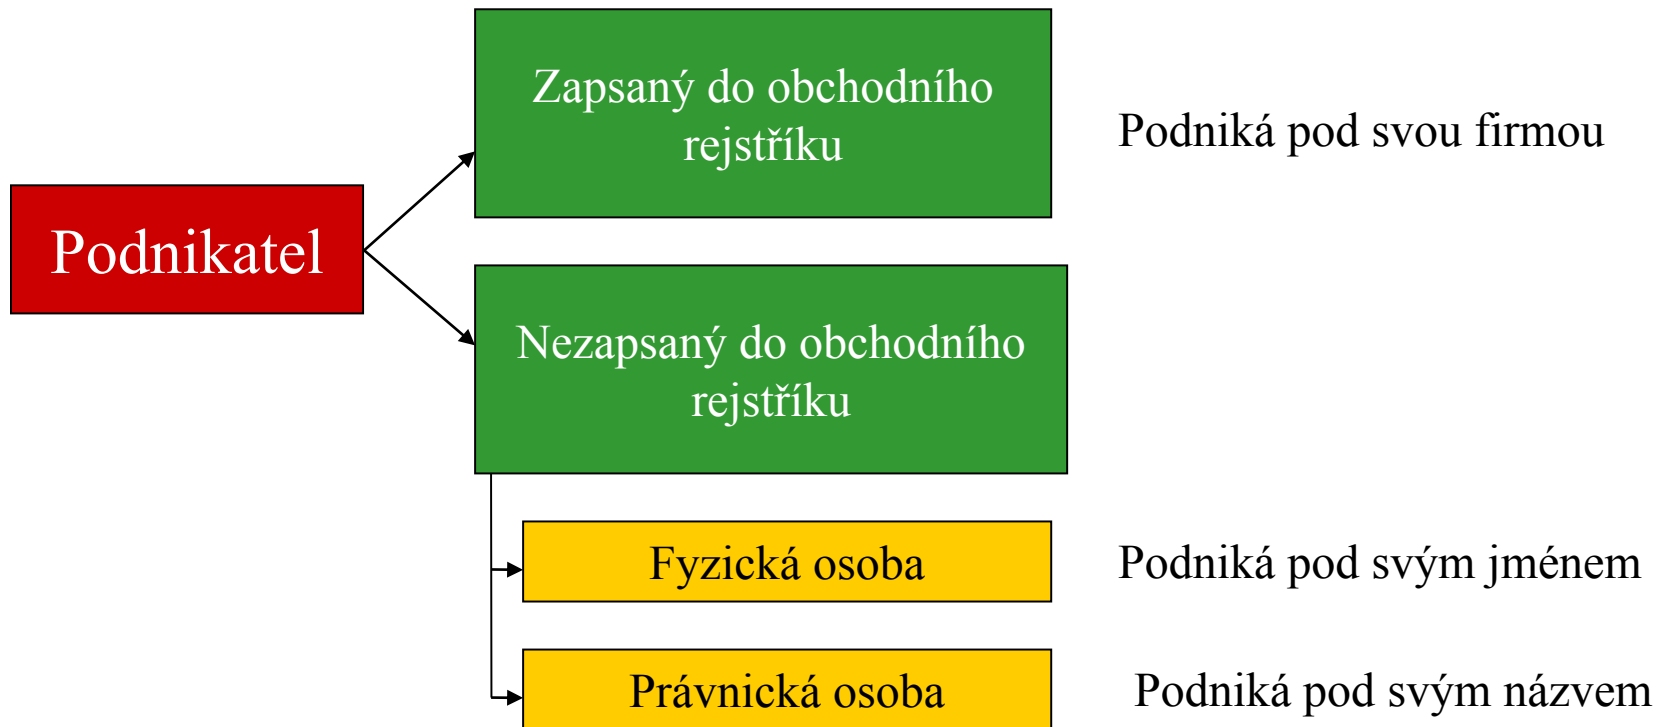 Zapsaný do obchodního
rejstříku
Podniká pod svou firmou
Podnikatel
Nezapsaný do obchodního
rejstříku
Fyzická osoba
Podniká pod svým jménem
Právnická osoba
Podniká pod svým názvem